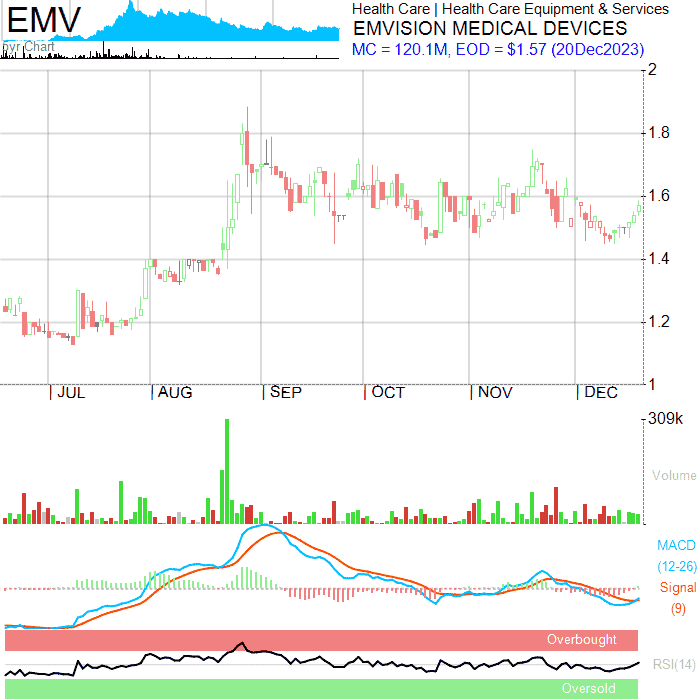 EMV
5yr Chart
Health Care | Health Care Equipment & Services
EMVISION MEDICAL DEVICES
MC = 120.1M, EOD = $1.57 (20Dec2023)
2
1.8
1.6
1.4
1.2
1
JUL
AUG
SEP
OCT
NOV
DEC
309k
Volume
MACD
(12-26)
Signal
(9)
Overbought
RSI(14)
Oversold